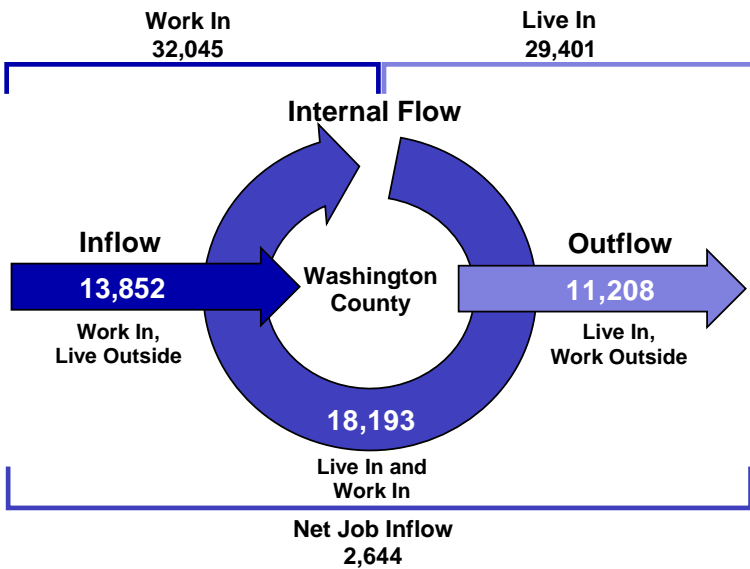 Work In
32,045
Live In
29,401
Internal Flow
Inflow
13,852
Work In,
Live Outside
Washington
County
Outflow
11,208
Live In,
Work Outside
18,193
Live In and
Work In
Net Job Inflow
2,644